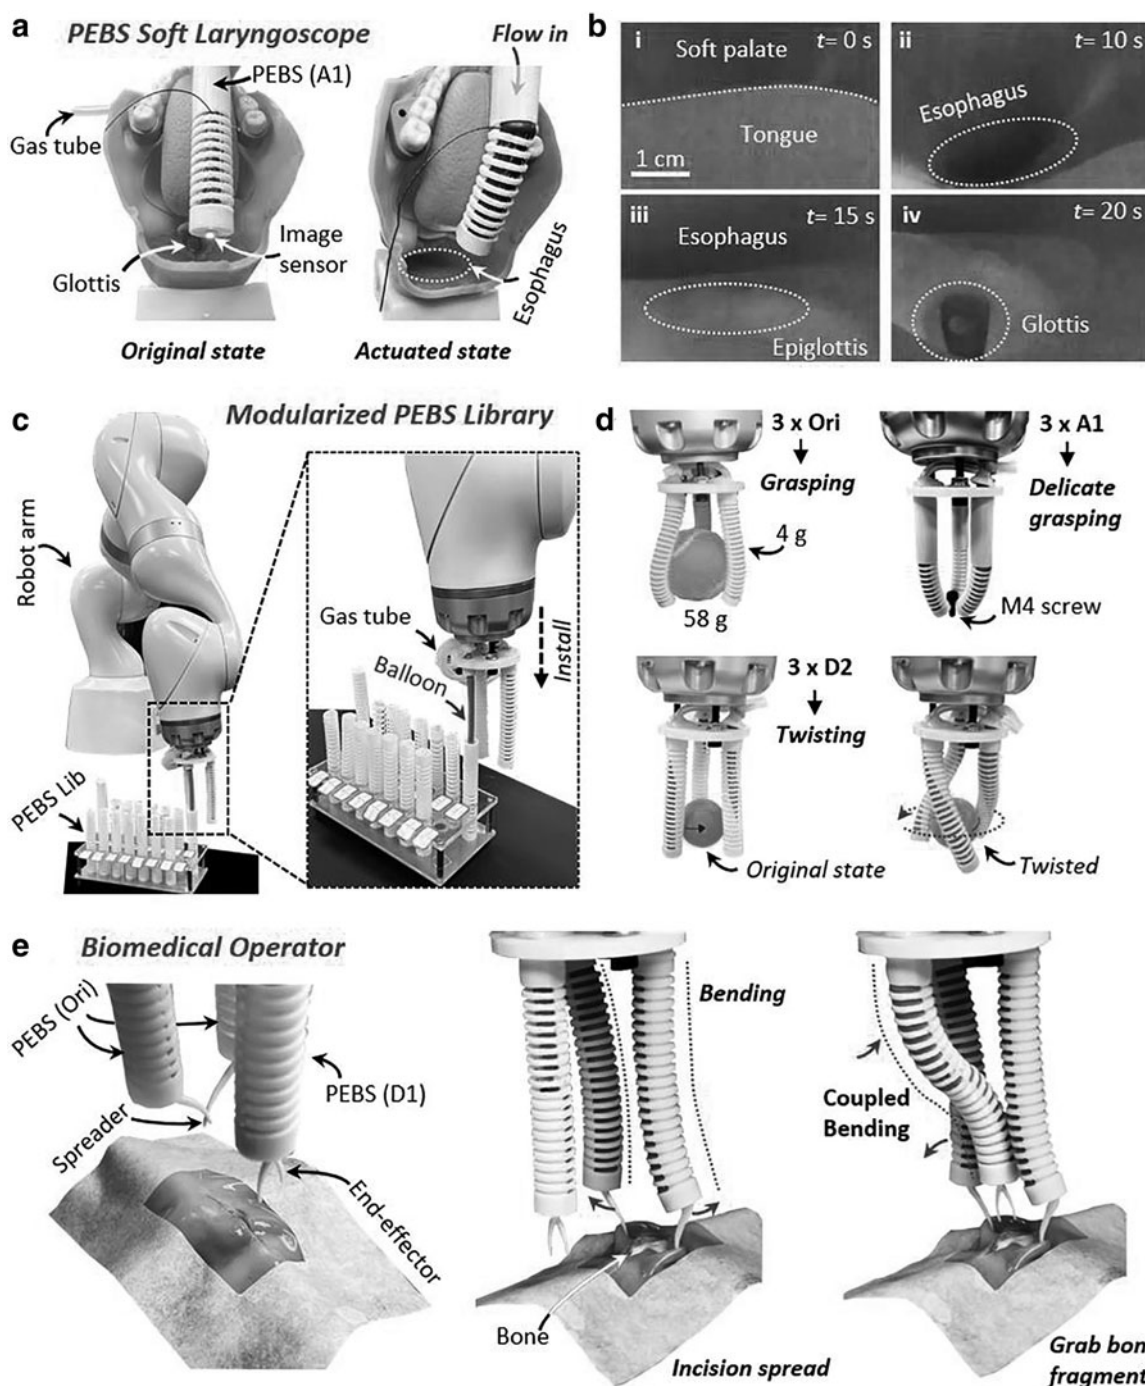 a
PEBS Soft Laryngoscope
PEBS (A1)
Flow in
Gas tube
Glottis
Image
sensor
Esophagus
Original state
Actuated state
b
i
Soft palate
t= 0 s
Tongue
1 cm
ii
t= 10 s
Esophagus
iii
t= 15 s
Esophagus
Epiglottis
iv
t= 20 s
Glottis
c
Modularized PEBS Library
Robot arm
PEBS Lib
Gas tube
Balloon
Install
d
3 x Ori
Grasping
4 g
58 g
3 x A1
Delicate
grasping
M4 screw
3 x D2
Twisting
Original state
Twisted
e
Biomedical Operator
PEBS (Ori)
PEBS (D1)
Spreader
End-effector
Bending
Bone
Incision spread
Coupled
Bending
Grab bon
fragment